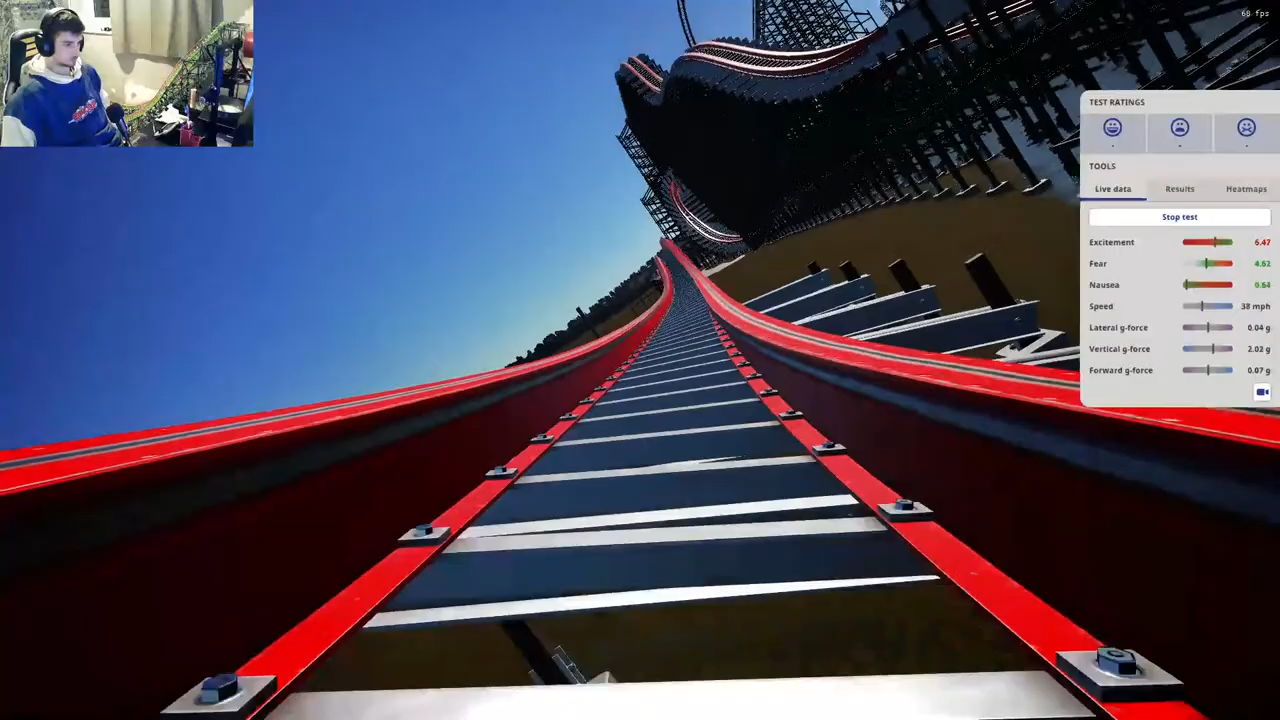 68 fps
TEST RATINGS
- - -
TOOLS
Live data Results Heatmaps
Stop test
Excitement 6.47
Fear 4.62
Nausea 0.64
Speed 38 mph
Lateral g-force 0.04 g
Vertical g-force 2.02 g
Forward g-force 0.07 g